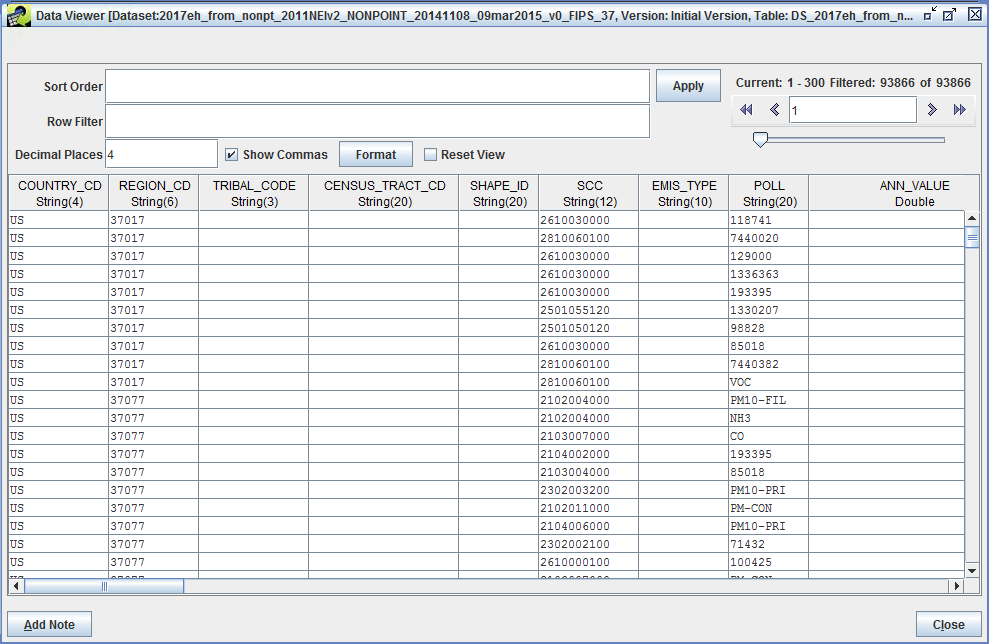 Data Viewer [Dataset:2017eh_from_nonpt_2011NEIv2_NONPOINT_20141108_09mar2015_v0_FIPS_37, Version: Initial Version, Table: DS_2017eh_from_n...
Sort Order
Apply
Current: 1 - 300 Filtered: 93866 of 93866
1
Row Filter
Decimal Places 4 Show Commas Format Reset View
COUNTRY_CD REGION_CD TRIBAL_CODE CENSUS_TRACT_CD SHAPE_ID SCC EMIS_TYPE POLL ANN_VALUE
String(4) String(6) String(3) String(20) String(20) String(12) String(10) String(20) Double
US 37017 2610030000 118741
US 37017 2810060100 7440020
US 37017 2610030000 129000
US 37017 2610030000 1336363
US 37017 2610030000 193395
US 37017 2501055120 1330207
US 37017 2501050120 98828
US 37017 2610030000 85018
US 37017 2810060100 7440382
US 37017 2810060100 VOC
US 37077 2102004000 PM10-FIL
US 37077 2102004000 NH3
US 37077 2103007000 CO
US 37077 2104002000 193395
US 37077 2103004000 85018
US 37077 2302003200 PM10-PRI
US 37077 2102011000 PM-CON
US 37077 2104006000 PM10-PRI
US 37077 2302002100 71432
US 37077 2610000100 100425
Add Note
Close